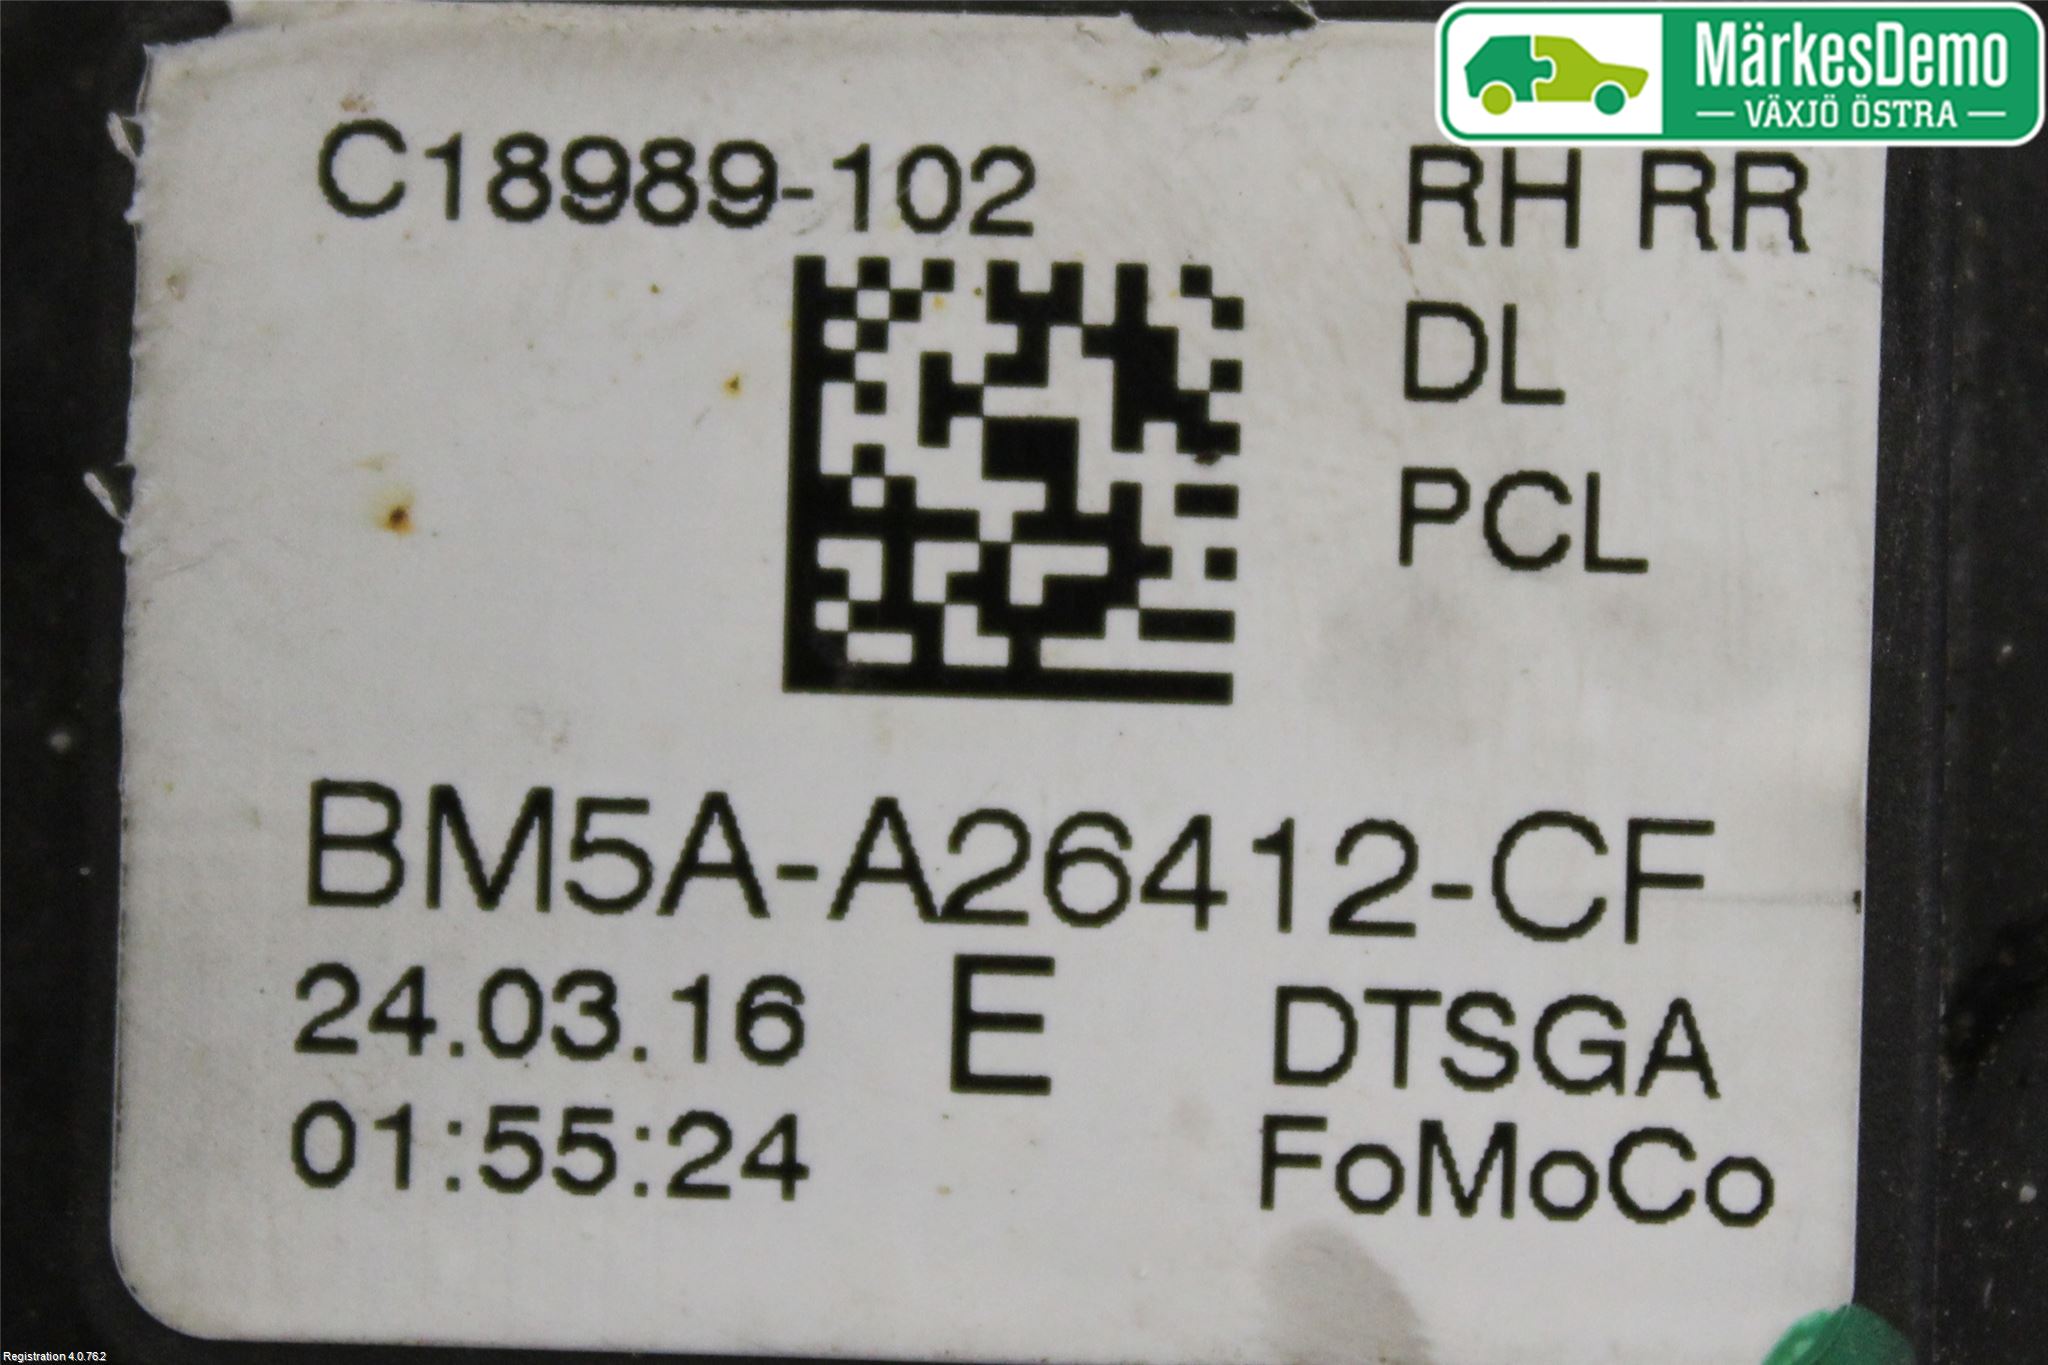 MärkesDemo
VÄXJÖ ÖSTRA
C18989-102
RH RR
DL
PCL
BM5A-A26412-CF
24.03.16 E DTSGA
01:55:24 FoMoCo
Registration 4.0.76.2